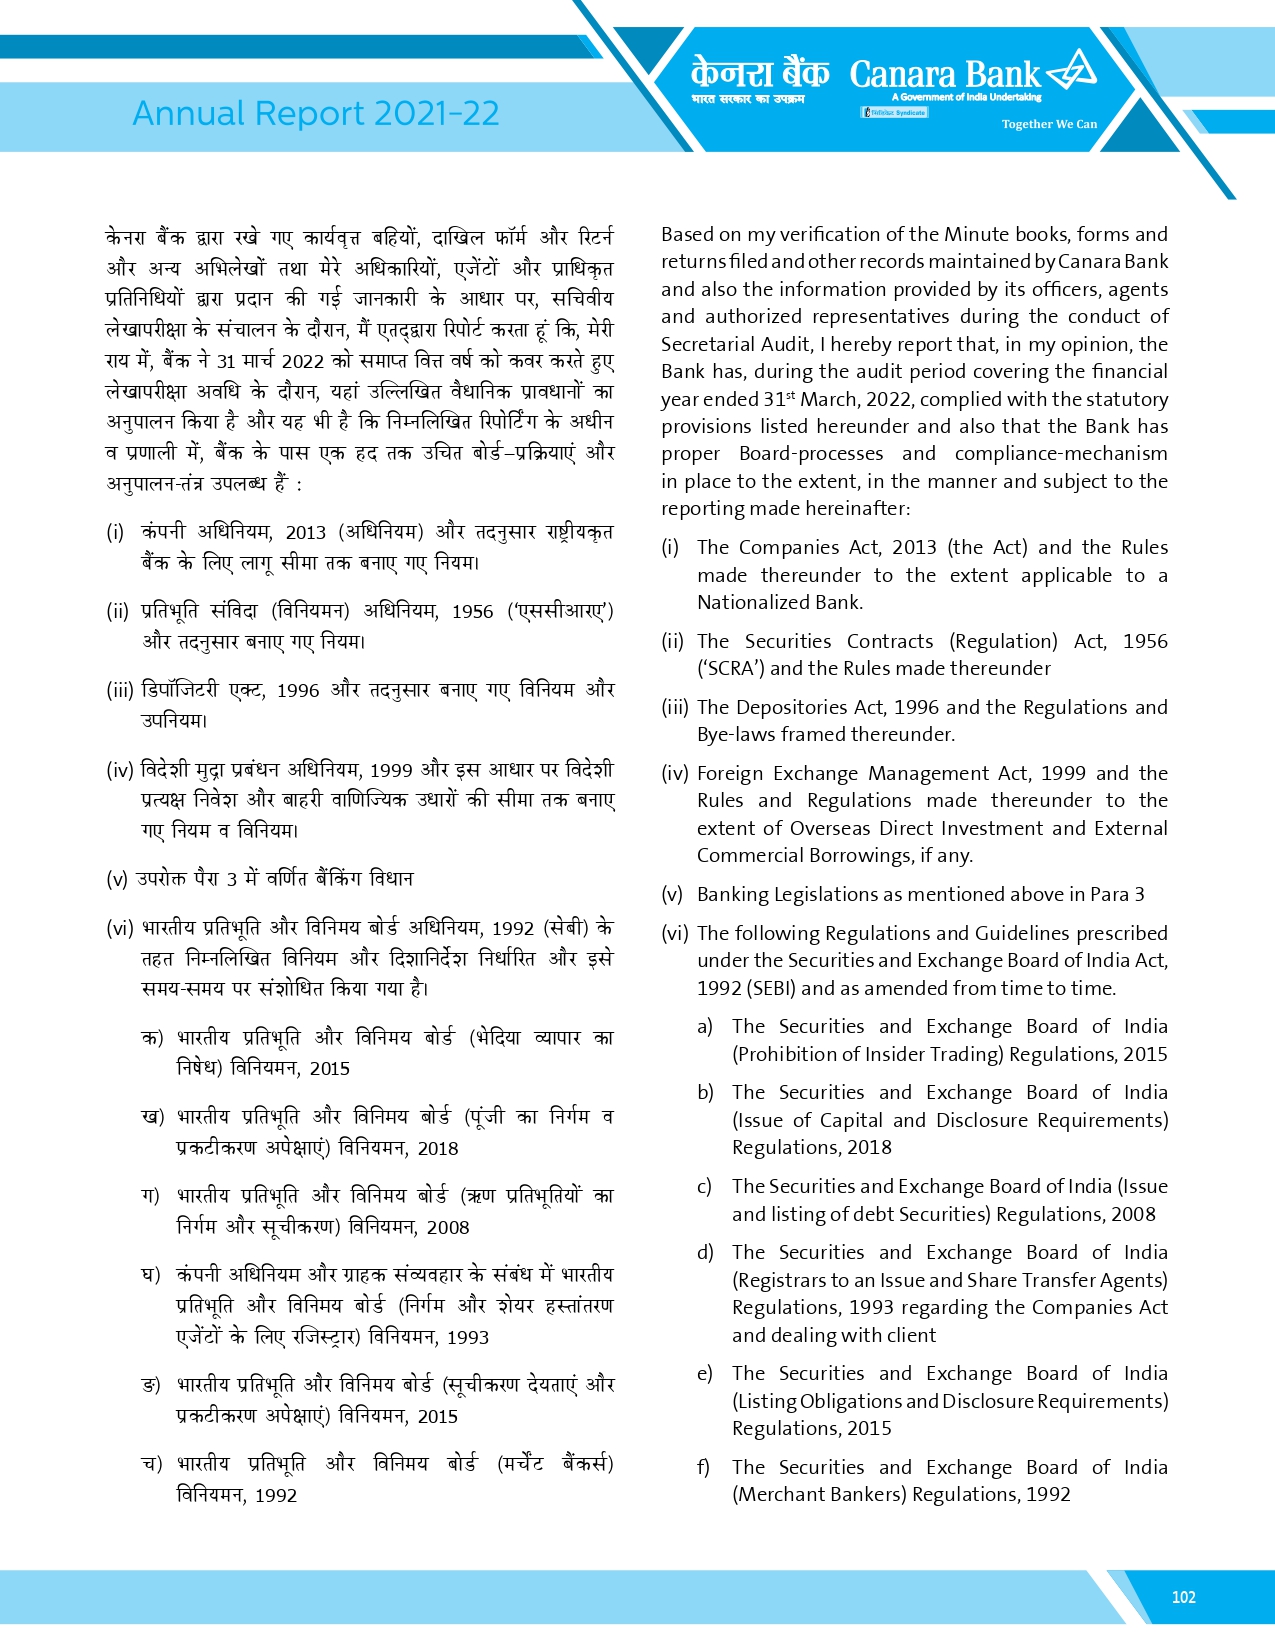 Annual Report 2021-22
केनरा बैंक Canara Bank
भारत सरकार का उपक्रम A Government of India Undertaking
Syndicate
Together We Can
केनरा बैंक द्वारा रखे गए कार्यवृत्त बहियों, दाखिल फॉर्म और रिटर्न
और अन्य अभिलेखों तथा मेरे अधिकारियों, एजेंटों और प्राधिकृत
प्रतिनिधियों द्वारा प्रदान की गई जानकारी के आधार पर, सचिवीय
लेखापरीक्षा के संचालन के दौरान, मैं एतद्द्वारा रिपोर्ट करता हूं कि, मेरी
राय में, बैंक ने 31 मार्च 2022 को समाप्त वित्त वर्ष को कवर करते हुए
लेखापरीक्षा अवधि के दौरान, यहां उल्लिखित वैधानिक प्रावधानों का
अनुपालन किया है और यह भी है कि निम्नलिखित रिपोर्टिंग के अधीन
व प्रणाली में, बैंक के पास एक हद तक उचित बोर्ड–प्रक्रियाएं और
अनुपालन-तंत्र उपलब्ध हैं :
(i) कंपनी अधिनियम, 2013 (अधिनियम) और तदनुसार राष्ट्रीयकृत
बैंक के लिए लागू सीमा तक बनाए गए नियम।
(ii) प्रतिभूति संविदा (विनियमन) अधिनियम, 1956 (‘एससीआरए’)
और तदनुसार बनाए गए नियम।
(iii) डिपॉजिटरी एक्ट, 1996 और तदनुसार बनाए गए विनियम और
उपनियम।
(iv) विदेशी मुद्रा प्रबंधन अधिनियम, 1999 और इस आधार पर विदेशी
प्रत्यक्ष निवेश और बाहरी वाणिज्यिक उधारों की सीमा तक बनाए
गए नियम व विनियम।
(v) उपरोक्त पैरा 3 में वर्णित बैंकिंग विधान
(vi) भारतीय प्रतिभूति और विनिमय बोर्ड अधिनियम, 1992 (सेबी) के
तहत निम्नलिखित विनियम और दिशानिर्देश निर्धारित और इसे
समय-समय पर संशोधित किया गया है।
क) भारतीय प्रतिभूति और विनिमय बोर्ड (भेदिया व्यापार का
निषेध) विनियमन, 2015
ख) भारतीय प्रतिभूति और विनिमय बोर्ड (पूंजी का निर्गम व
प्रकटीकरण अपेक्षाएं) विनियमन, 2018
ग) भारतीय प्रतिभूति और विनिमय बोर्ड (ऋण प्रतिभूतियों का
निर्गम और सूचीकरण) विनियमन, 2008
घ) कंपनी अधिनियम और ग्राहक संव्यवहार के संबंध में भारतीय
प्रतिभूति और विनिमय बोर्ड (निर्गम और शेयर हस्तांतरण
एजेंटों के लिए रजिस्ट्रार) विनियमन, 1993
ङ) भारतीय प्रतिभूति और विनिमय बोर्ड (सूचीकरण देयताएं और
प्रकटीकरण अपेक्षाएं) विनियमन, 2015
च) भारतीय प्रतिभूति और विनिमय बोर्ड (मर्चेंट बैंकर्स)
विनियमन, 1992
Based on my verification of the Minute books, forms and
returns filed and other records maintained by Canara Bank
and also the information provided by its officers, agents
and authorized representatives during the conduct of
Secretarial Audit, I hereby report that, in my opinion, the
Bank has, during the audit period covering the financial
year ended 31st March, 2022, complied with the statutory
provisions listed hereunder and also that the Bank has
proper Board-processes and compliance-mechanism
in place to the extent, in the manner and subject to the
reporting made hereinafter:
(i) The Companies Act, 2013 (the Act) and the Rules
made thereunder to the extent applicable to a
Nationalized Bank.
(ii) The Securities Contracts (Regulation) Act, 1956
(‘SCRA’) and the Rules made thereunder
(iii) The Depositories Act, 1996 and the Regulations and
Bye-laws framed thereunder.
(iv) Foreign Exchange Management Act, 1999 and the
Rules and Regulations made thereunder to the
extent of Overseas Direct Investment and External
Commercial Borrowings, if any.
(v) Banking Legislations as mentioned above in Para 3
(vi) The following Regulations and Guidelines prescribed
under the Securities and Exchange Board of India Act,
1992 (SEBI) and as amended from time to time.
a) The Securities and Exchange Board of India
(Prohibition of Insider Trading) Regulations, 2015
b) The Securities and Exchange Board of India
(Issue of Capital and Disclosure Requirements)
Regulations, 2018
c) The Securities and Exchange Board of India (Issue
and listing of debt Securities) Regulations, 2008
d) The Securities and Exchange Board of India
(Registrars to an Issue and Share Transfer Agents)
Regulations, 1993 regarding the Companies Act
and dealing with client
e) The Securities and Exchange Board of India
(Listing Obligations and Disclosure Requirements)
Regulations, 2015
f) The Securities and Exchange Board of India
(Merchant Bankers) Regulations, 1992
102